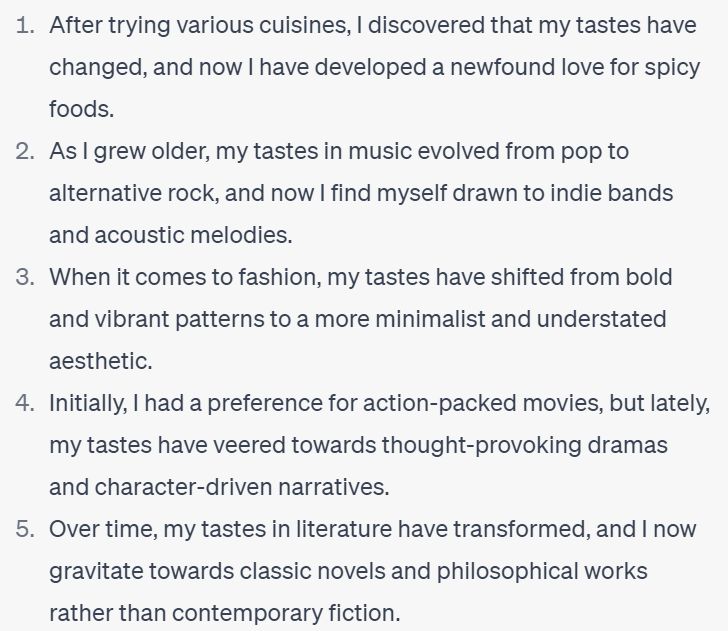 1. After trying various cuisines, I discovered that my tastes have
changed, and now I have developed a newfound love for spicy
foods.
2. As I grew older, my tastes in music evolved from pop to
alternative rock, and now I find myself drawn to indie bands
and acoustic melodies.
3. When it comes to fashion, my tastes have shifted from bold
and vibrant patterns to a more minimalist and understated
aesthetic.
4. Initially, I had a preference for action-packed movies, but lately,
my tastes have veered towards thought-provoking dramas
and character-driven narratives.
5. Over time, my tastes in literature have transformed, and I now
gravitate towards classic novels and philosophical works
rather than contemporary fiction.